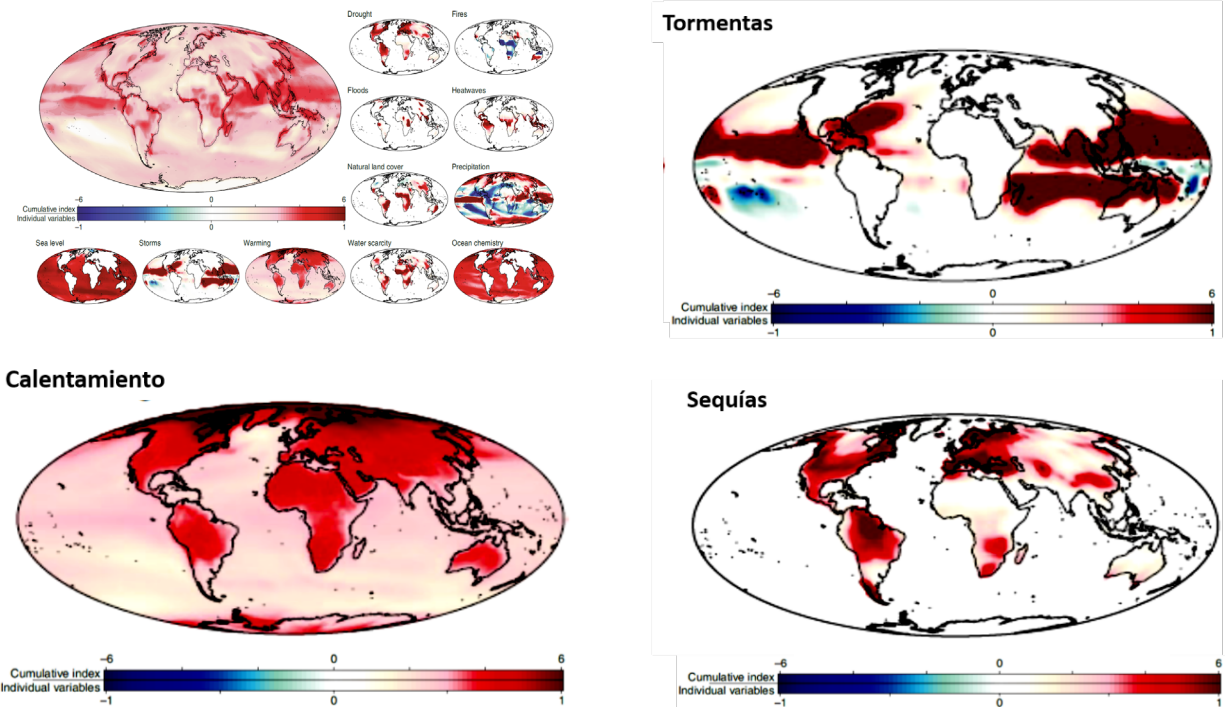 Drought
Fires
Floods
Heatwaves
Natural land cover
Precipitation
−6
0
6
Cumulative index
Individual variables
−1
0
1
Sea level
Storms
Warming
Water scarcity
Ocean chemistry
Tormentas
−6
0
6
Cumulative index
Individual variables
−1
0
1
Calentamiento
−6
0
6
Cumulative index
Individual variables
−1
0
1
Sequías
−6
0
6
Cumulative index
Individual variables
−1
0
1